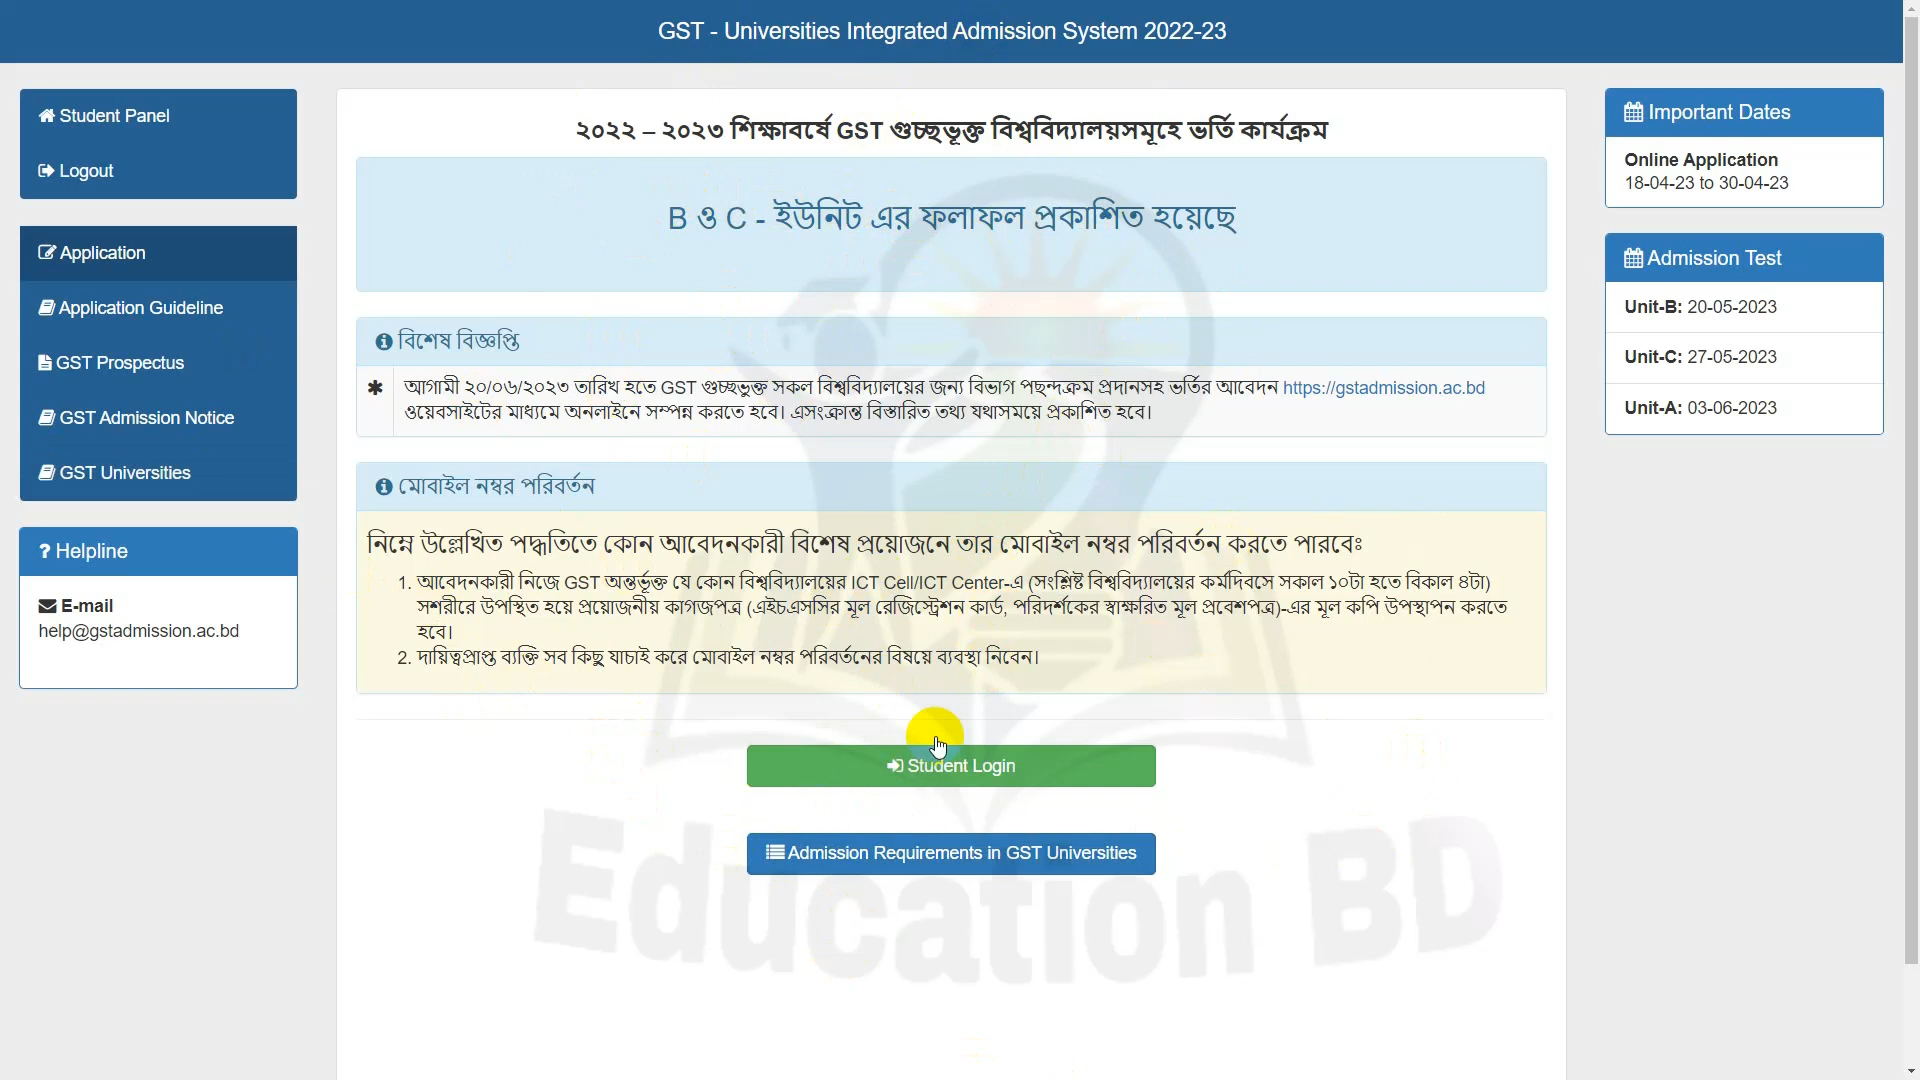 GST - Universities Integrated Admission System 2022-23
Student Panel
Logout
Application
Application Guideline
GST Prospectus
GST Admission Notice
GST Universities
? Helpline
E-mail
help@gstadmission.ac.bd
২০২২ – ২০২৩ শিক্ষাবর্ষে GST গুচ্ছভূক্ত বিশ্ববিদ্যালয়সমূহে ভর্তি কার্যক্রম
B ও C - ইউনিট এর ফলাফল প্রকাশিত হয়েছে
বিশেষ বিজ্ঞপ্তি
আগামী ২০/০৬/২০২৩ তারিখ হতে GST গুচ্ছভুক্ত সকল বিশ্ববিদ্যালয়ের জন্য বিভাগ পছন্দক্রম প্রদানসহ ভর্তির আবেদন https://gstadmission.ac.bd
ওয়েবসাইটের মাধ্যমে অনলাইনে সম্পন্ন করতে হবে। এসংক্রান্ত বিস্তারিত তথ্য যথাসময়ে প্রকাশিত হবে।
মোবাইল নম্বর পরিবর্তন
নিম্নে উল্লেখিত পদ্ধতিতে কোন আবেদনকারী বিশেষ প্রয়োজনে তার মোবাইল নম্বর পরিবর্তন করতে পারবেঃ
1. আবেদনকারী নিজে GST অন্তর্ভূক্ত যে কোন বিশ্ববিদ্যালয়ের ICT Cell/ICT Center-এ (সংশ্লিষ্ট বিশ্ববিদ্যালয়ের কর্মদিবসে সকাল ১০টা হতে বিকাল ৪টা)
সশরীরে উপস্থিত হয়ে প্রয়োজনীয় কাগজপত্র (এইচএসসির মূল রেজিস্ট্রেশন কার্ড, পরিদর্শকের স্বাক্ষরিত মূল প্রবেশপত্র)-এর মূল কপি উপস্থাপন করতে
হবে।
2. দায়িত্বপ্রাপ্ত ব্যক্তি সব কিছু যাচাই করে মোবাইল নম্বর পরিবর্তনের বিষয়ে ব্যবস্থা নিবেন।
Student Login
Admission Requirements in GST Universities
Education BD
Important Dates
Online Application
18-04-23 to 30-04-23
Admission Test
Unit-B: 20-05-2023
Unit-C: 27-05-2023
Unit-A: 03-06-2023